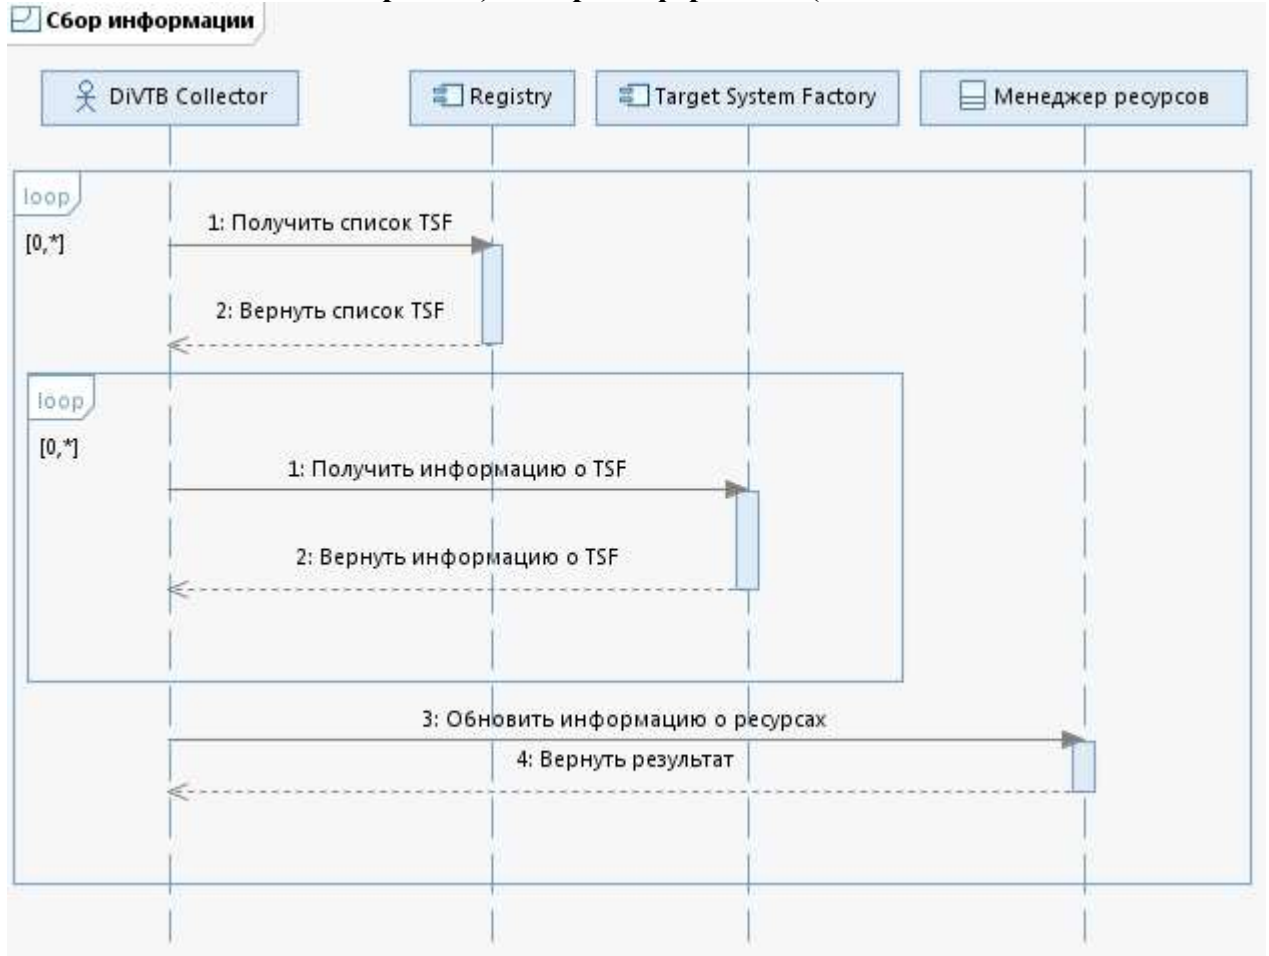 Сбор информации
DiVTB Collector
Registry
Target System Factory
Менеджер ресурсов
loop
[0,*]
1: Получить список TSF
2: Вернуть список TSF
loop
[0,*]
1: Получить информацию о TSF
2: Вернуть информацию о TSF
3: Обновить информацию о ресурсах
4: Вернуть результат